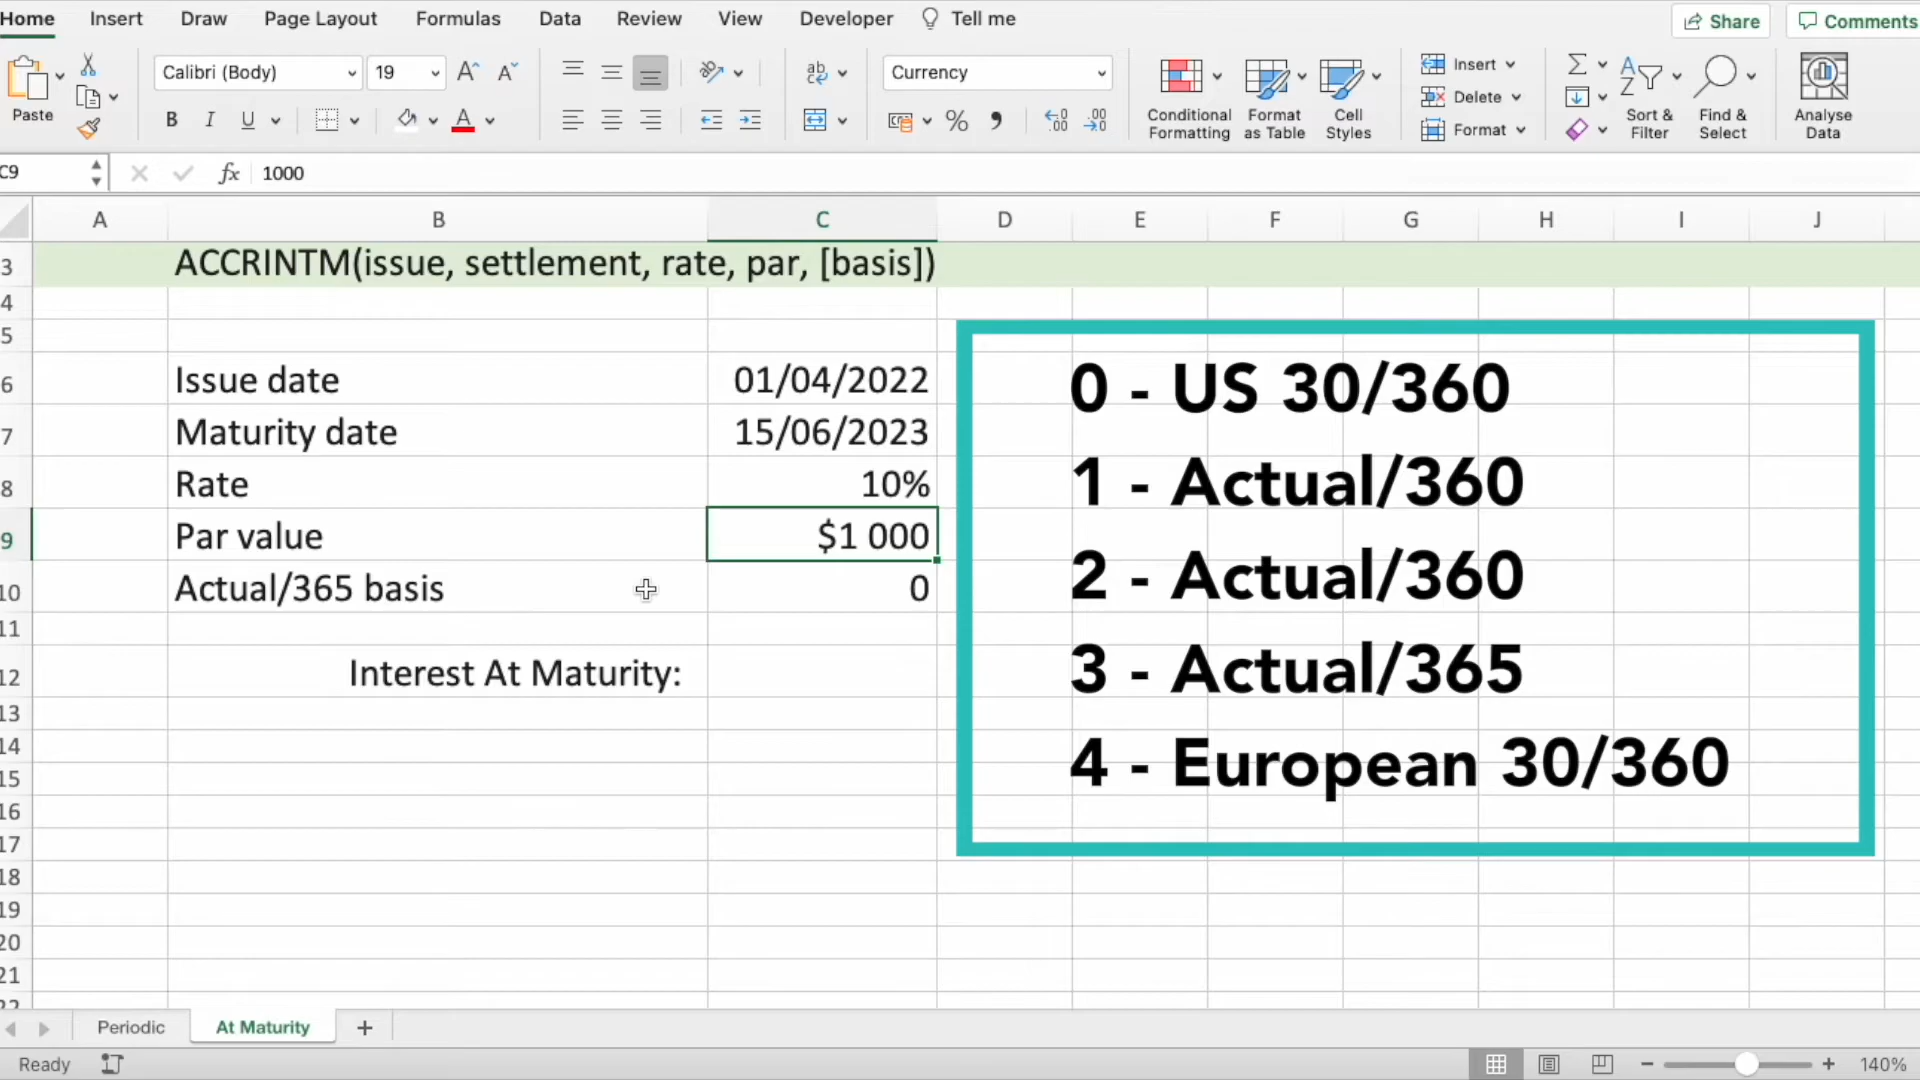 Home Insert Draw Page Layout Formulas Data Review View Developer Tell me Share Comments
Paste Calibri (Body) 19 A A Currency Conditional Formatting Format as Table Cell Styles Insert Delete Format Sort & Filter Find & Select Analyse Data
B I U A ab %
C9 fx 1000
A B C D E F G H I J
3 ACCRINTM(issue, settlement, rate, par, [basis])
4
5
6 Issue date 01/04/2022
7 Maturity date 15/06/2023
8 Rate 10%
9 Par value $1 000
10 Actual/365 basis 0
11
12 Interest At Maturity:
13
14
15
16
17
18
19
20
21
22
0 - US 30/360
1 - Actual/360
2 - Actual/360
3 - Actual/365
4 - European 30/360
Periodic At Maturity +
Ready 140%